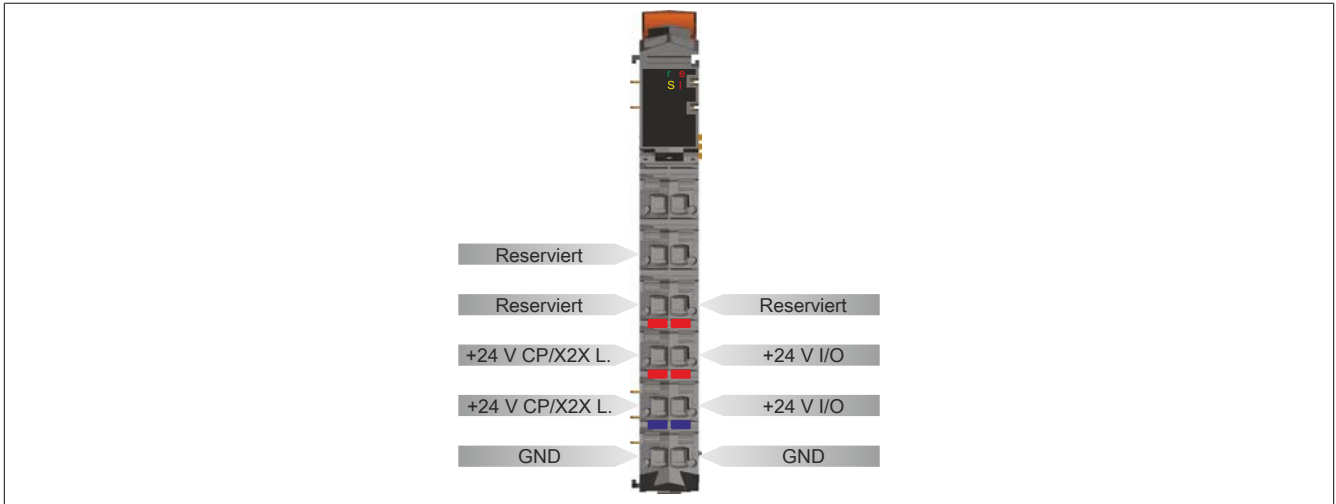 r e
S l
Reserviert
Reserviert Reserviert
+24 V CP/X2X L. +24 V I/O
+24 V CP/X2X L. +24 V I/O
GND GND